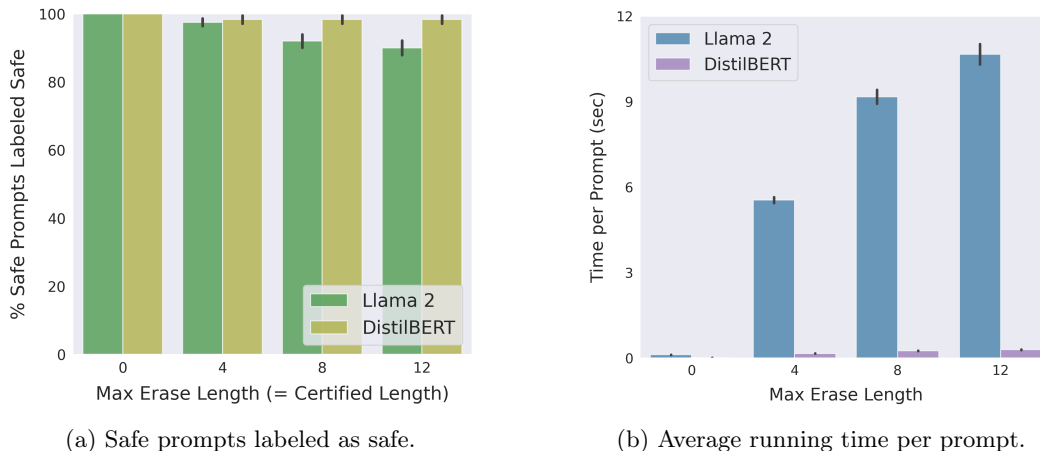 100
80
60
40
20
0
% Safe Prompts Labeled Safe
Llama 2
DistilBERT
0 4 8 12
Max Erase Length (= Certified Length)
(a) Safe prompts labeled as safe.
12
9
6
3
0
Time per Prompt (sec)
Llama 2
DistilBERT
0 4 8 12
Max Erase Length
(b) Average running time per prompt.